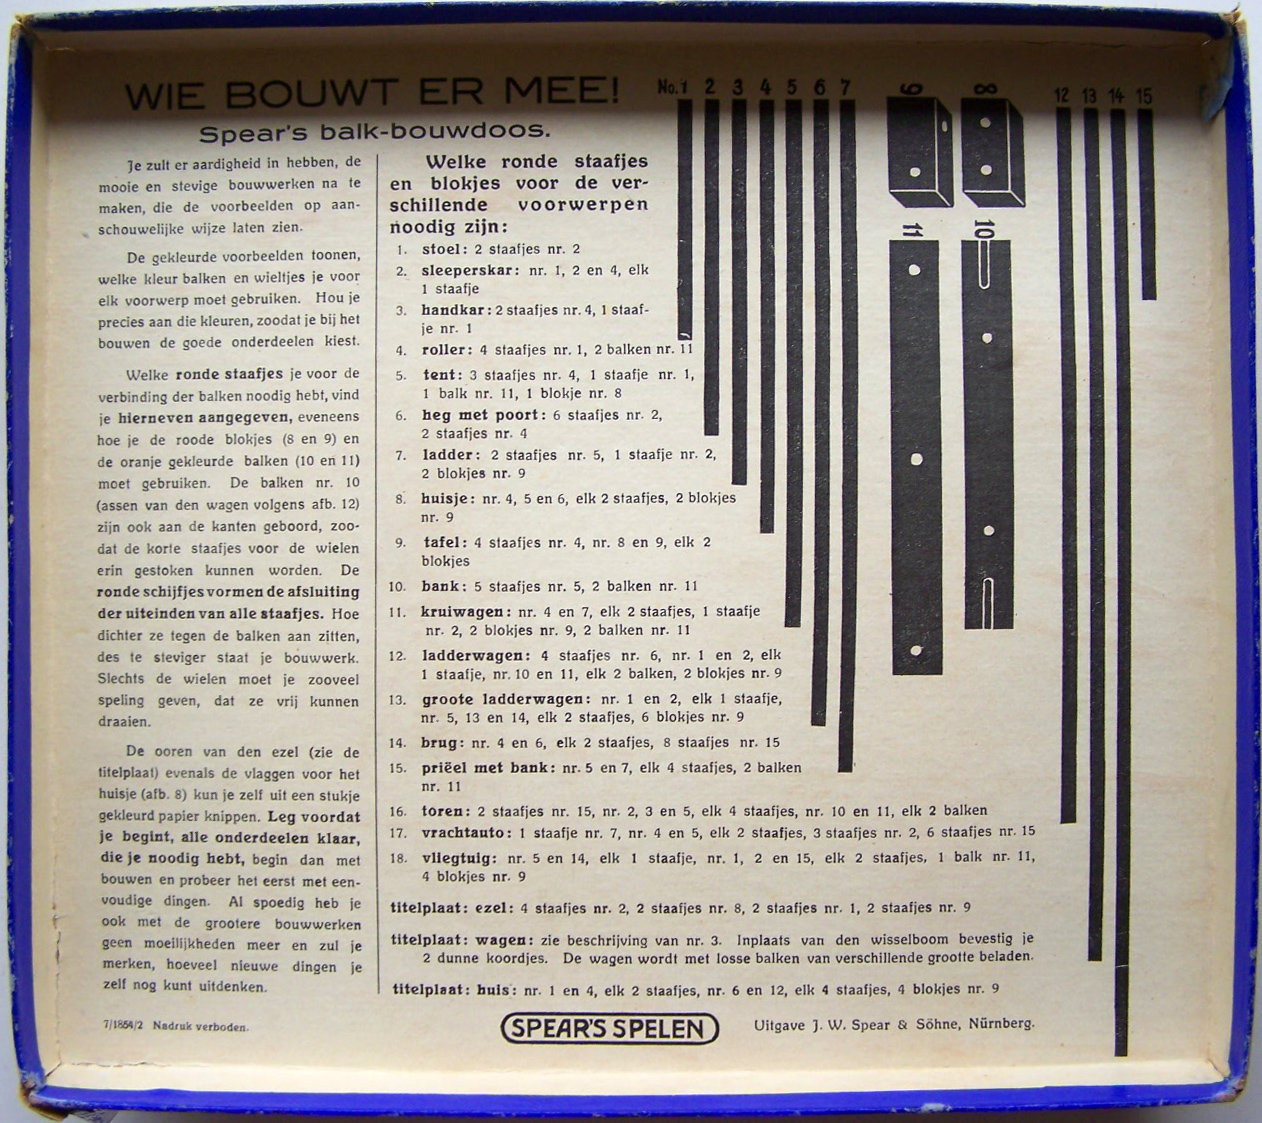 WIE BOUWT ER MEE!
Spear's balk-bouwdoos.
Je zult er aardigheid in hebben, de
mooie en stevige bouwwerken na te
maken, die de voorbeelden op aan-
schouwelijke wijze laten zien.
De gekleurde voorbeelden toonen,
welke kleur balken en wieltjes je voor
elk voorwerp moet gebruiken. Hou je
precies aan die kleuren, zoodat je bij het
bouwen de goede onderdeelen kiest.
Welke ronde staafjes je voor de
verbinding der balken noodig hebt, vind
je hierneven aangegeven, eveneens
hoe je de roode blokjes (8 en 9) en
de oranje gekleurde balken (10 en 11)
moet gebruiken. De balken nr. 10
(assen van den wagen volgens afb. 12)
zijn ook aan de kanten geboord, zoo-
dat de korte staafjes voor de wielen
erin gestoken kunnen worden. De
ronde schijfjes vormen de afsluiting
der uiteinden van alle staafjes. Hoe
dichter ze tegen de balken aan zitten,
des te steviger staat je bouwwerk.
Slechts de wielen moet je zooveel
speling geven, dat ze vrij kunnen
draaien.
De ooren van den ezel (zie de
titelplaat) evenals de vlaggen voor het
huisje (afb. 8) kun je zelf uit een stukje
gekleurd papier knippen. Leg voordat
je begint, alle onderdeelen klaar,
die je noodig hebt, begin dan met
bouwen en probeer het eerst met een-
voudige dingen. Al spoedig heb je
ook met de grootere bouwwerken
geen moeilijkheden meer en zul je
merken, hoeveel nieuwe dingen je
zelf nog kunt uitdenken.
7/1854/2 Nadruk verboden.
Welke ronde staafjes
en blokjes voor de ver-
schillende voorwerpen
noodig zijn:
1. stoel: 2 staafjes nr. 2
2. sleeperskar: nr. 1, 2 en 4, elk
1 staafje
3. handkar: 2 staafjes nr. 4, 1 staaf-
je nr. 1
4. roller: 4 staafjes nr. 1, 2 balken nr. 11
5. tent: 3 staafjes nr. 4, 1 staafje nr. 1,
1 balk nr. 11, 1 blokje nr. 8
6. heg met poort: 6 staafjes nr. 2,
2 staafjes nr. 4
7. ladder: 2 staafjes nr. 5, 1 staafje nr. 2,
2 blokjes nr. 9
8. huisje: nr. 4, 5 en 6, elk 2 staafjes, 2 blokjes
nr. 9
9. tafel: 4 staafjes nr. 4, nr. 8 en 9, elk 2
blokjes
10. bank: 5 staafjes nr. 5, 2 balken nr. 11
11. kruiwagen: nr. 4 en 7, elk 2 staafjes, 1 staafje
nr. 2, 2 blokjes nr. 9, 2 balken nr. 11
12. ladderwagen: 4 staafjes nr. 6, nr. 1 en 2, elk
1 staafje, nr. 10 en 11, elk 2 balken, 2 blokjes nr. 9
13. groote ladderwagen: nr. 1 en 2, elk 1 staafje,
nr. 5, 13 en 14, elk 2 staafjes, 6 blokjes nr. 9
14. brug: nr. 4 en 6, elk 2 staafjes, 8 staafjes nr. 15
15. priëel met bank: nr. 5 en 7, elk 4 staafjes, 2 balken
nr. 11
16. toren: 2 staafjes nr. 15, nr. 2, 3 en 5, elk 4 staafjes, nr. 10 en 11, elk 2 balken
17. vrachtauto: 1 staafje nr. 7, nr. 4 en 5, elk 2 staafjes, 3 staafjes nr. 2, 6 staafjes nr. 15
18. vliegtuig: nr. 5 en 14, elk 1 staafje, nr. 1, 2 en 15, elk 2 staafjes, 1 balk nr. 11,
4 blokjes nr. 9
titelplaat: ezel: 4 staafjes nr. 2, 2 staafjes nr. 8, 2 staafjes nr. 1, 2 staafjes nr. 9
titelplaat: wagen: zie beschrijving van nr. 3. Inplaats van den wisselboom bevestig je
2 dunne koordjes. De wagen wordt met losse balken van verschillende grootte beladen.
titelplaat: huis: nr. 1 en 4, elk 2 staafjes, nr. 6 en 12, elk 4 staafjes, 4 blokjes nr. 9
SPEAR'S SPELEN
Uitgave J. W. Spear & Söhne, Nürnberg.
No. 1 2 3 4 5 6 7
9 8
11 10
12 13 14 15